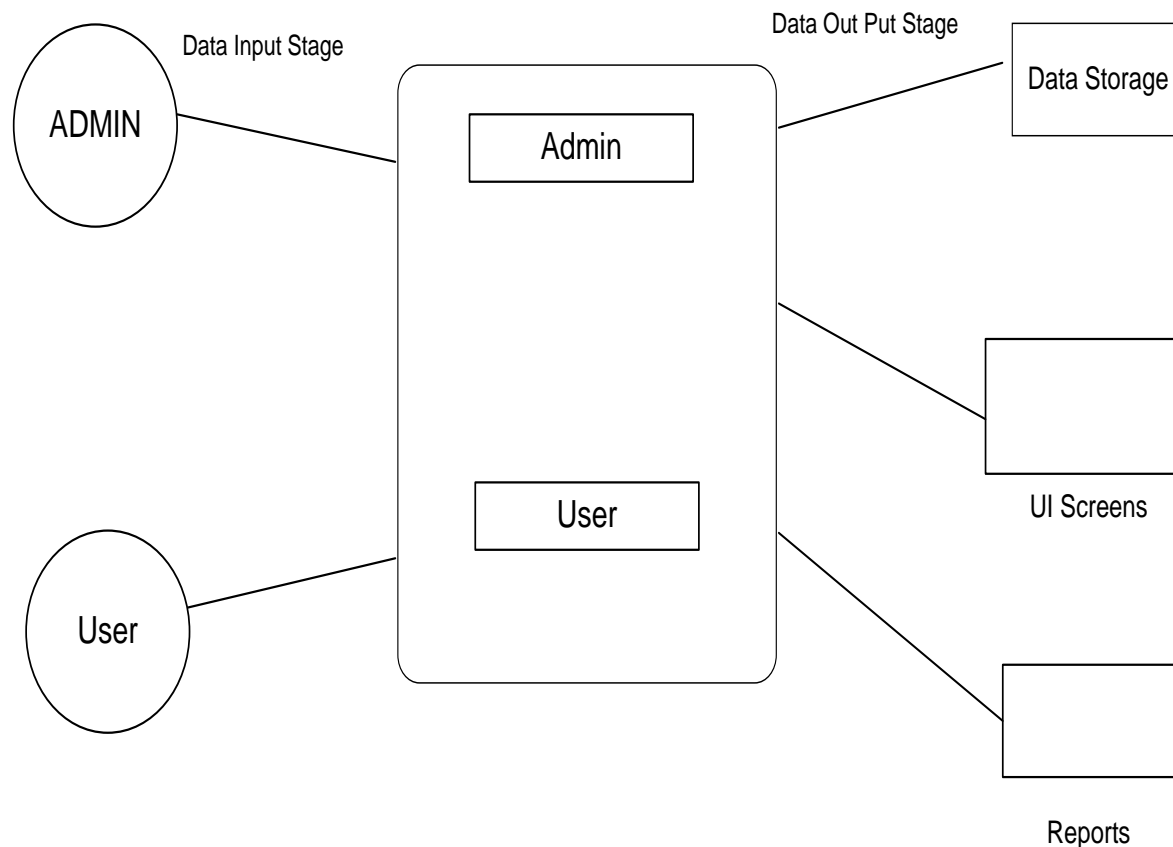 Data Input Stage
Data Out Put Stage
ADMIN
Admin
Data Storage
UI Screens
User
User
Reports